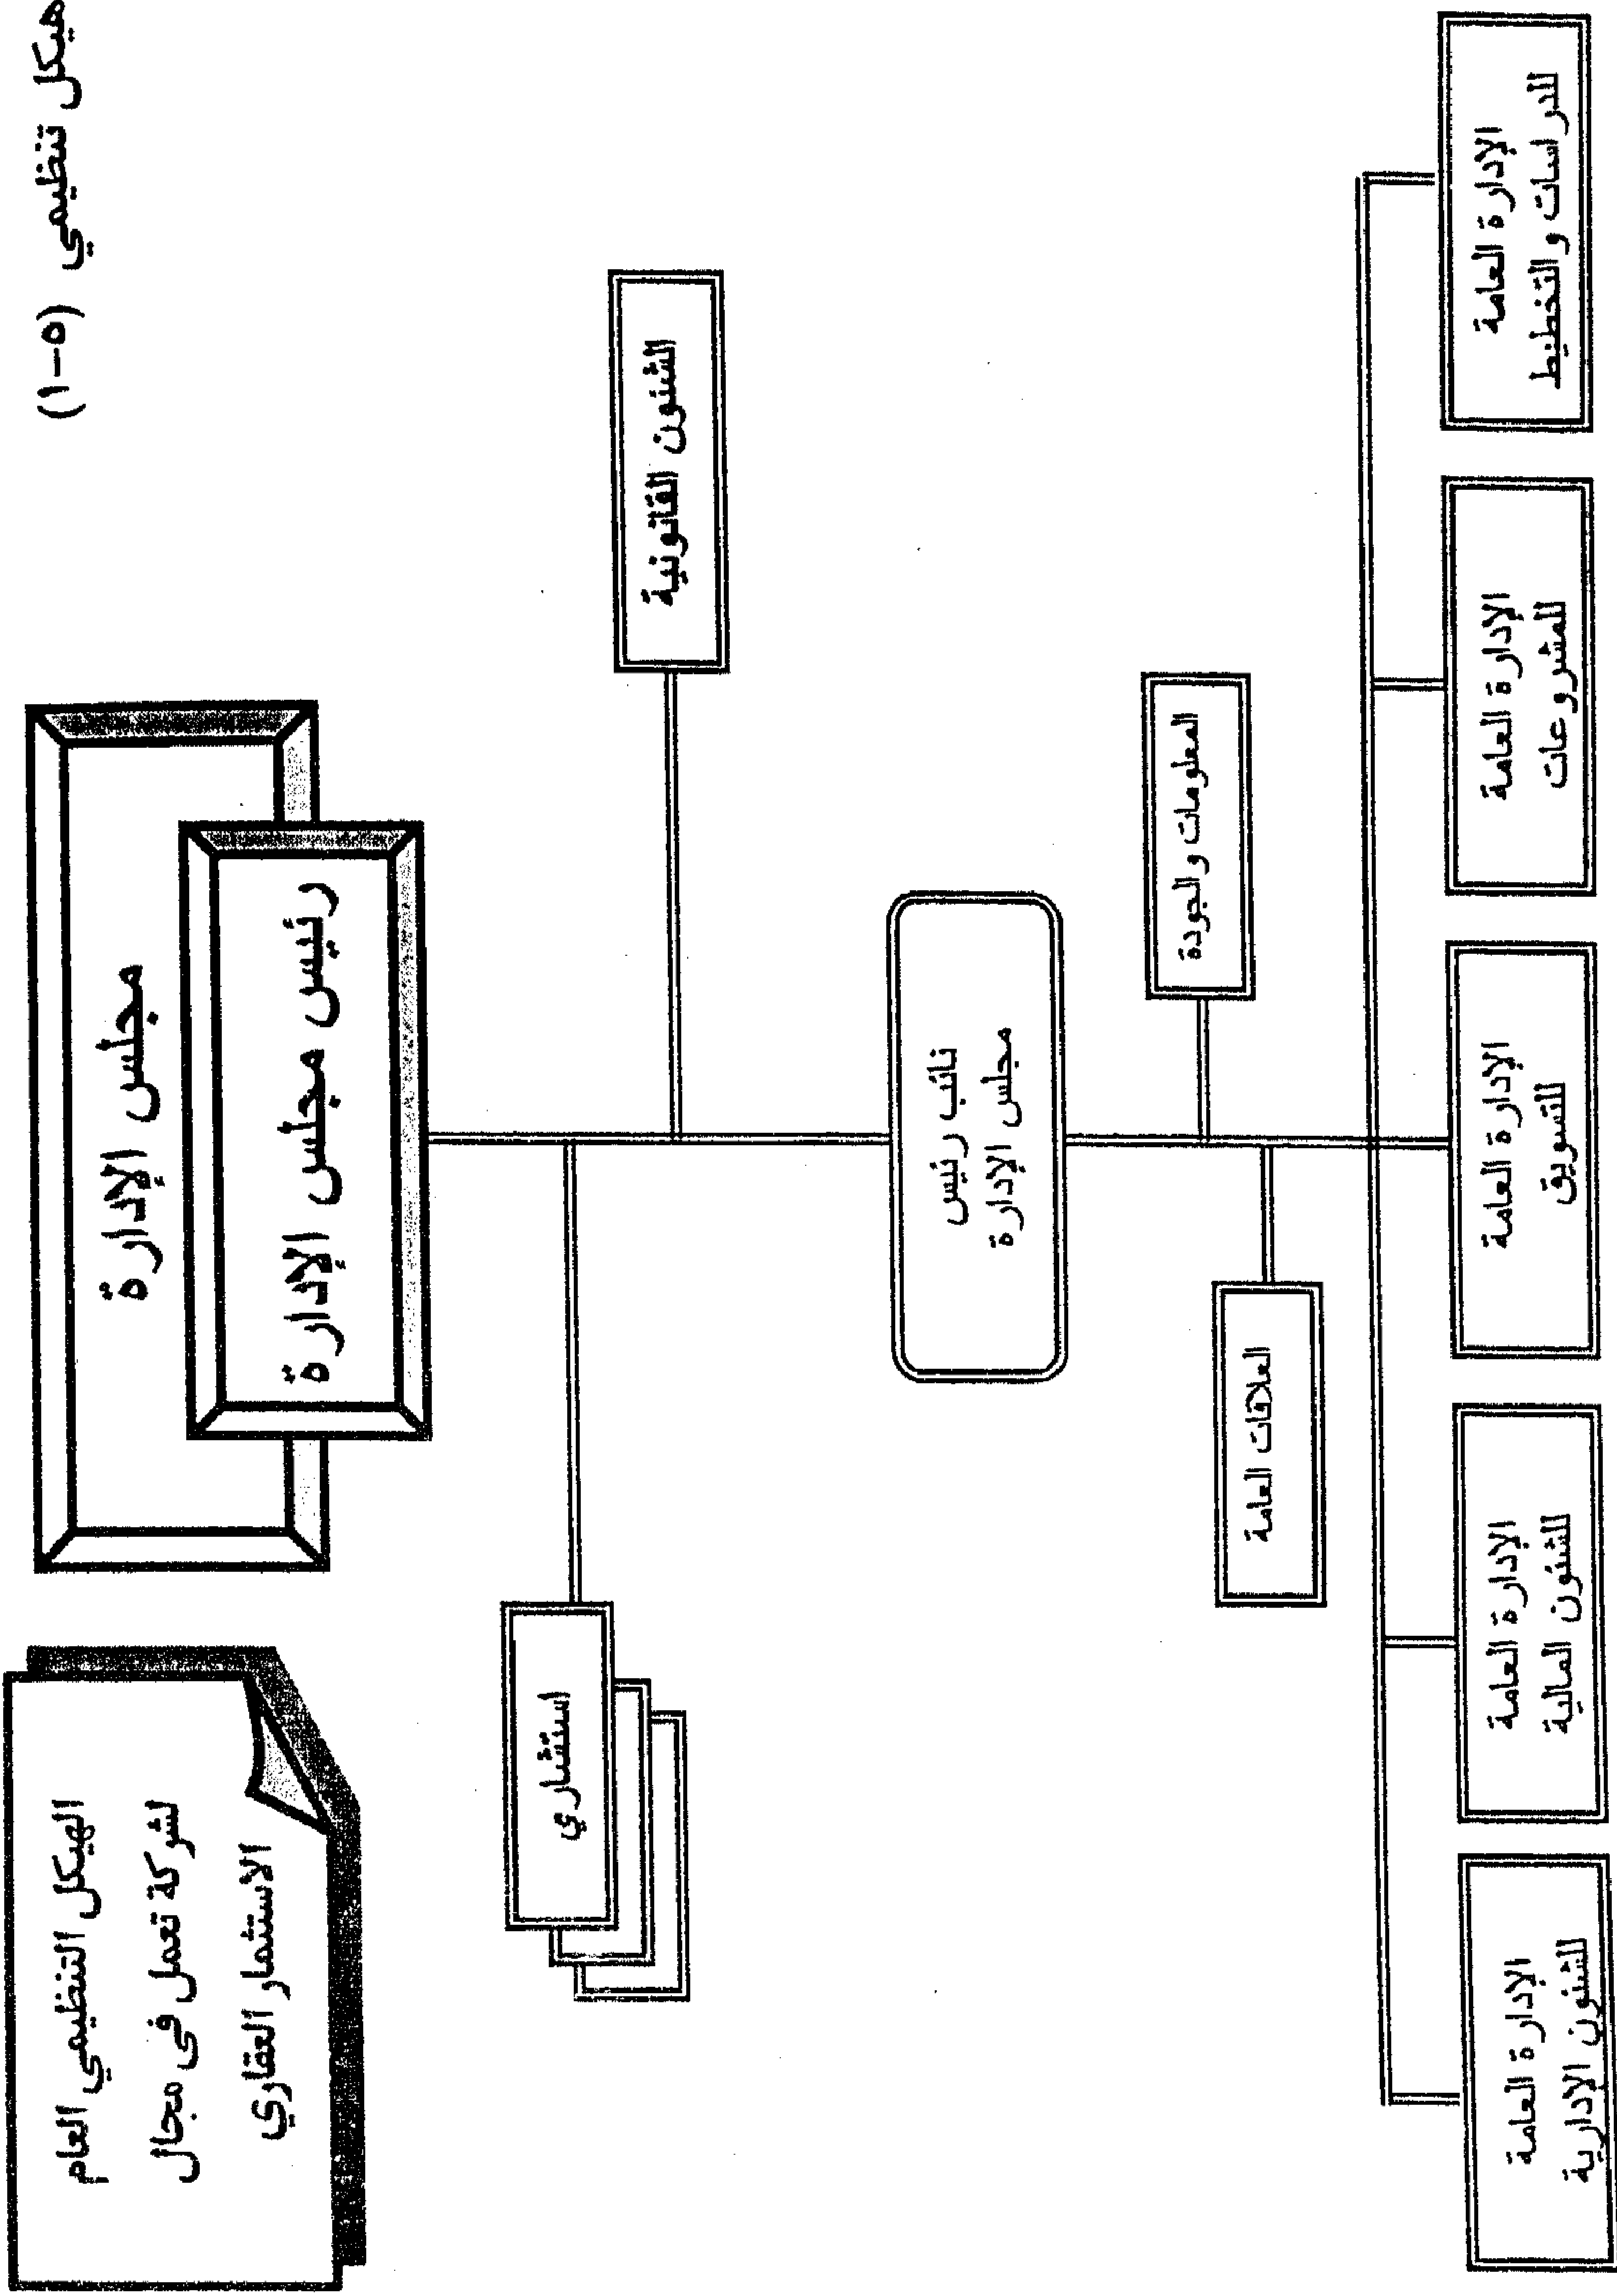 هيكل تنظيمي (٥-١)
الهيكل التنظيمي العام
لشركة تعمل فى مجال
الاستثمار العقاري
مجلس الإدارة
رئيس مجلس الإدارة
الشئون القانونية
استشاري
نائب رئيس
مجلس الإدارة
المعلومات والجودة
العلاقات العامة
الإدارة العامة
للدراسات والتخطيط
الإدارة العامة
للمشروعات
الإدارة العامة
للتسويق
الإدارة العامة
للشئون المالية
الإدارة العامة
للشئون الإدارية